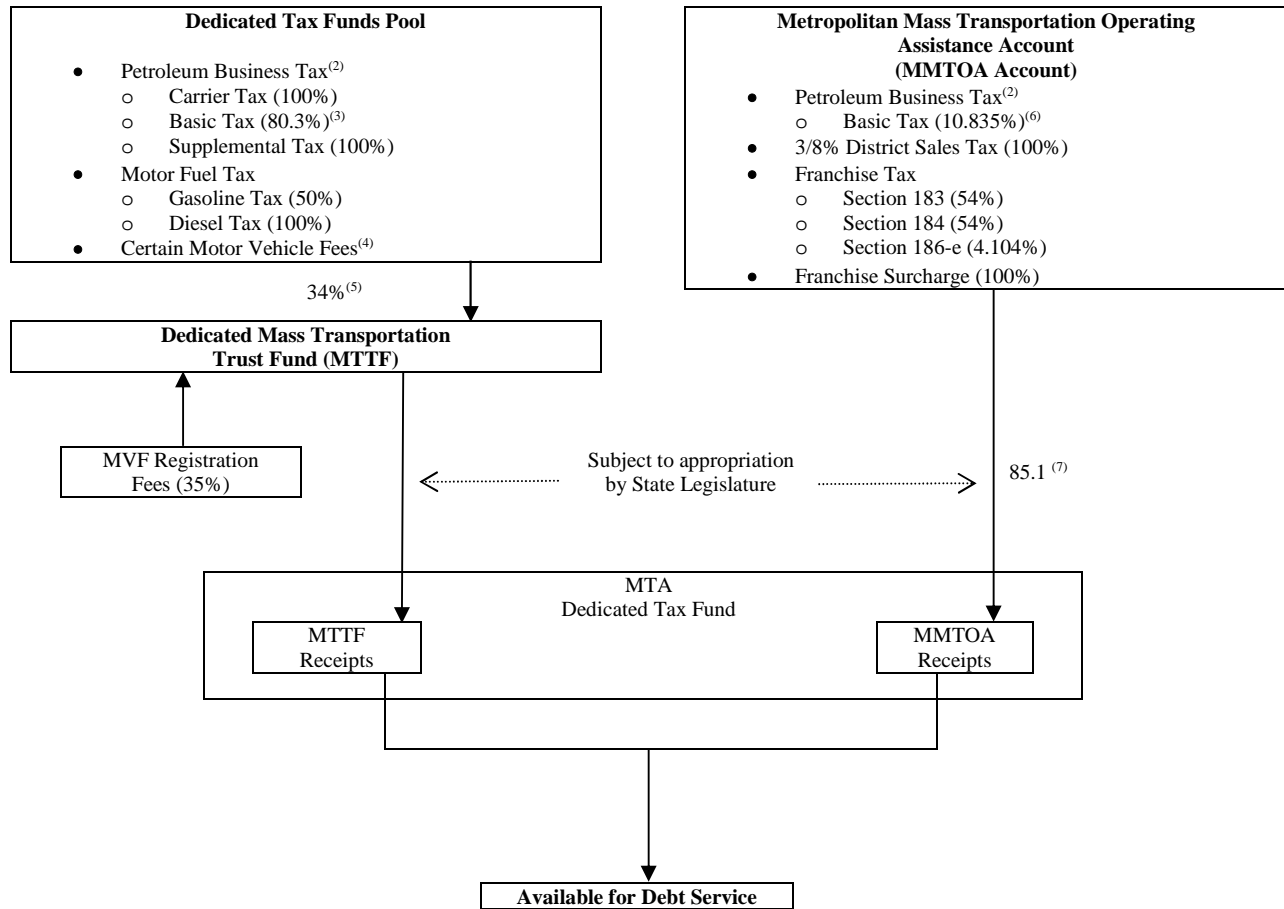 Dedicated Tax Funds Pool
● Petroleum Business Tax(2)
o Carrier Tax (100%)
o Basic Tax (80.3%)(3)
o Supplemental Tax (100%)
● Motor Fuel Tax
o Gasoline Tax (50%)
o Diesel Tax (100%)
● Certain Motor Vehicle Fees(4)
Metropolitan Mass Transportation Operating
Assistance Account
(MMTOA Account)
● Petroleum Business Tax(2)
o Basic Tax (10.835%)(6)
● 3/8% District Sales Tax (100%)
● Franchise Tax
o Section 183 (54%)
o Section 184 (54%)
o Section 186-e (4.104%)
● Franchise Surcharge (100%)
34%(5)
Dedicated Mass Transportation
Trust Fund (MTTF)
MVF Registration
Fees (35%)
Subject to appropriation
by State Legislature
85.1 (7)
MTA
Dedicated Tax Fund
MTTF
Receipts
MMTOA
Receipts
Available for Debt Service